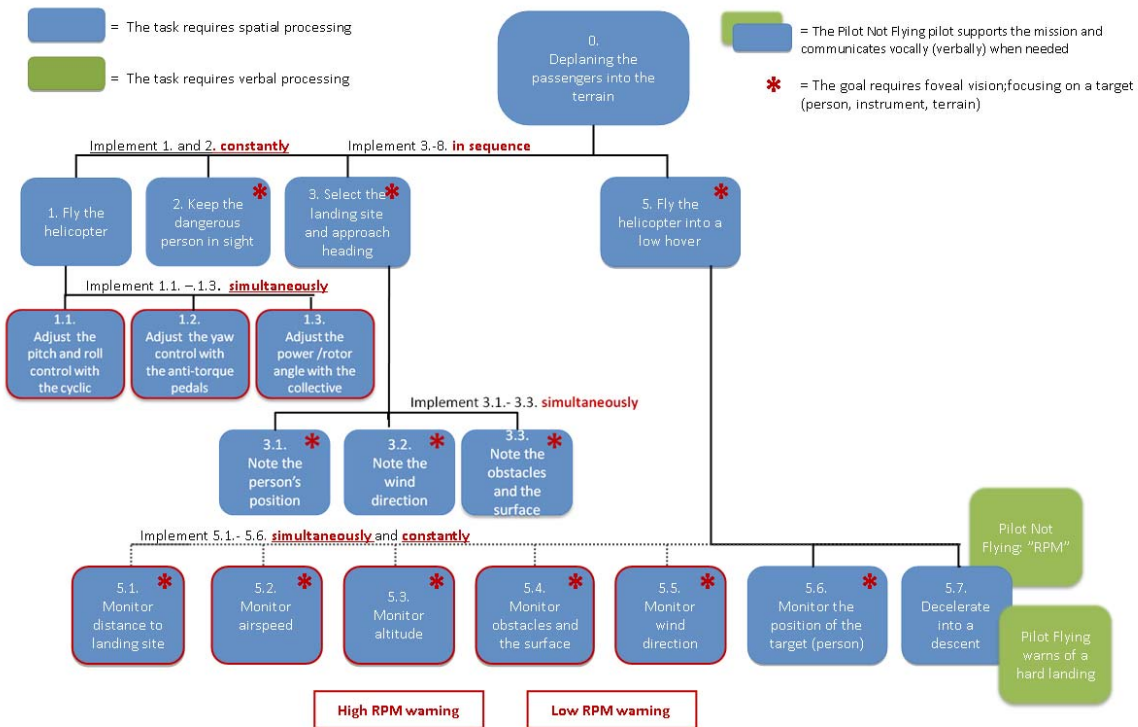 = The task requires spatial processing
= The task requires verbal processing
0.
Deplaning the
passengers into the
terrain
= The Pilot Not Flying pilot supports the mission and
communicates vocally (verbally) when needed
* = The goal requires foveal vision;focusing on a target
(person, instrument, terrain)
Implement 1. and 2. constantly
Implement 3.-8. in sequence
1. Fly the
helicopter
*
2. Keep the
dangerous
person in sight
*
3. Select the
landing site
and approach
heading
*
5. Fly the
helicopter into a
low hover
Implement 1.1. –.1.3. simultaneously
1.1.
Adjust the
pitch and roll
control with
the cyclic
1.2.
Adjust the yaw
control with
the anti-torque
pedals
1.3.
Adjust the
power /rotor
angle with the
collective
Implement 3.1.- 3.3. simultaneously
*
3.1.
Note the
person's
position
*
3.2.
Note the
wind
direction
*
3.3.
Note the
obstacles
and the
surface
Implement 5.1.- 5.6. simultaneously and constantly
*
5.1.
Monitor
distance to
landing site
*
5.2.
Monitor
airspeed
*
5.3.
Monitor
altitude
*
5.4.
Monitor
obstacles and
the surface
*
5.5.
Monitor
wind
direction
*
5.6.
Monitor the
position of the
target (person)
5.7.
Decelerate
into a
descent
Pilot Not
Flying: "RPM"
Pilot Flying
warns of a
hard landing
High RPM warning
Low RPM warning